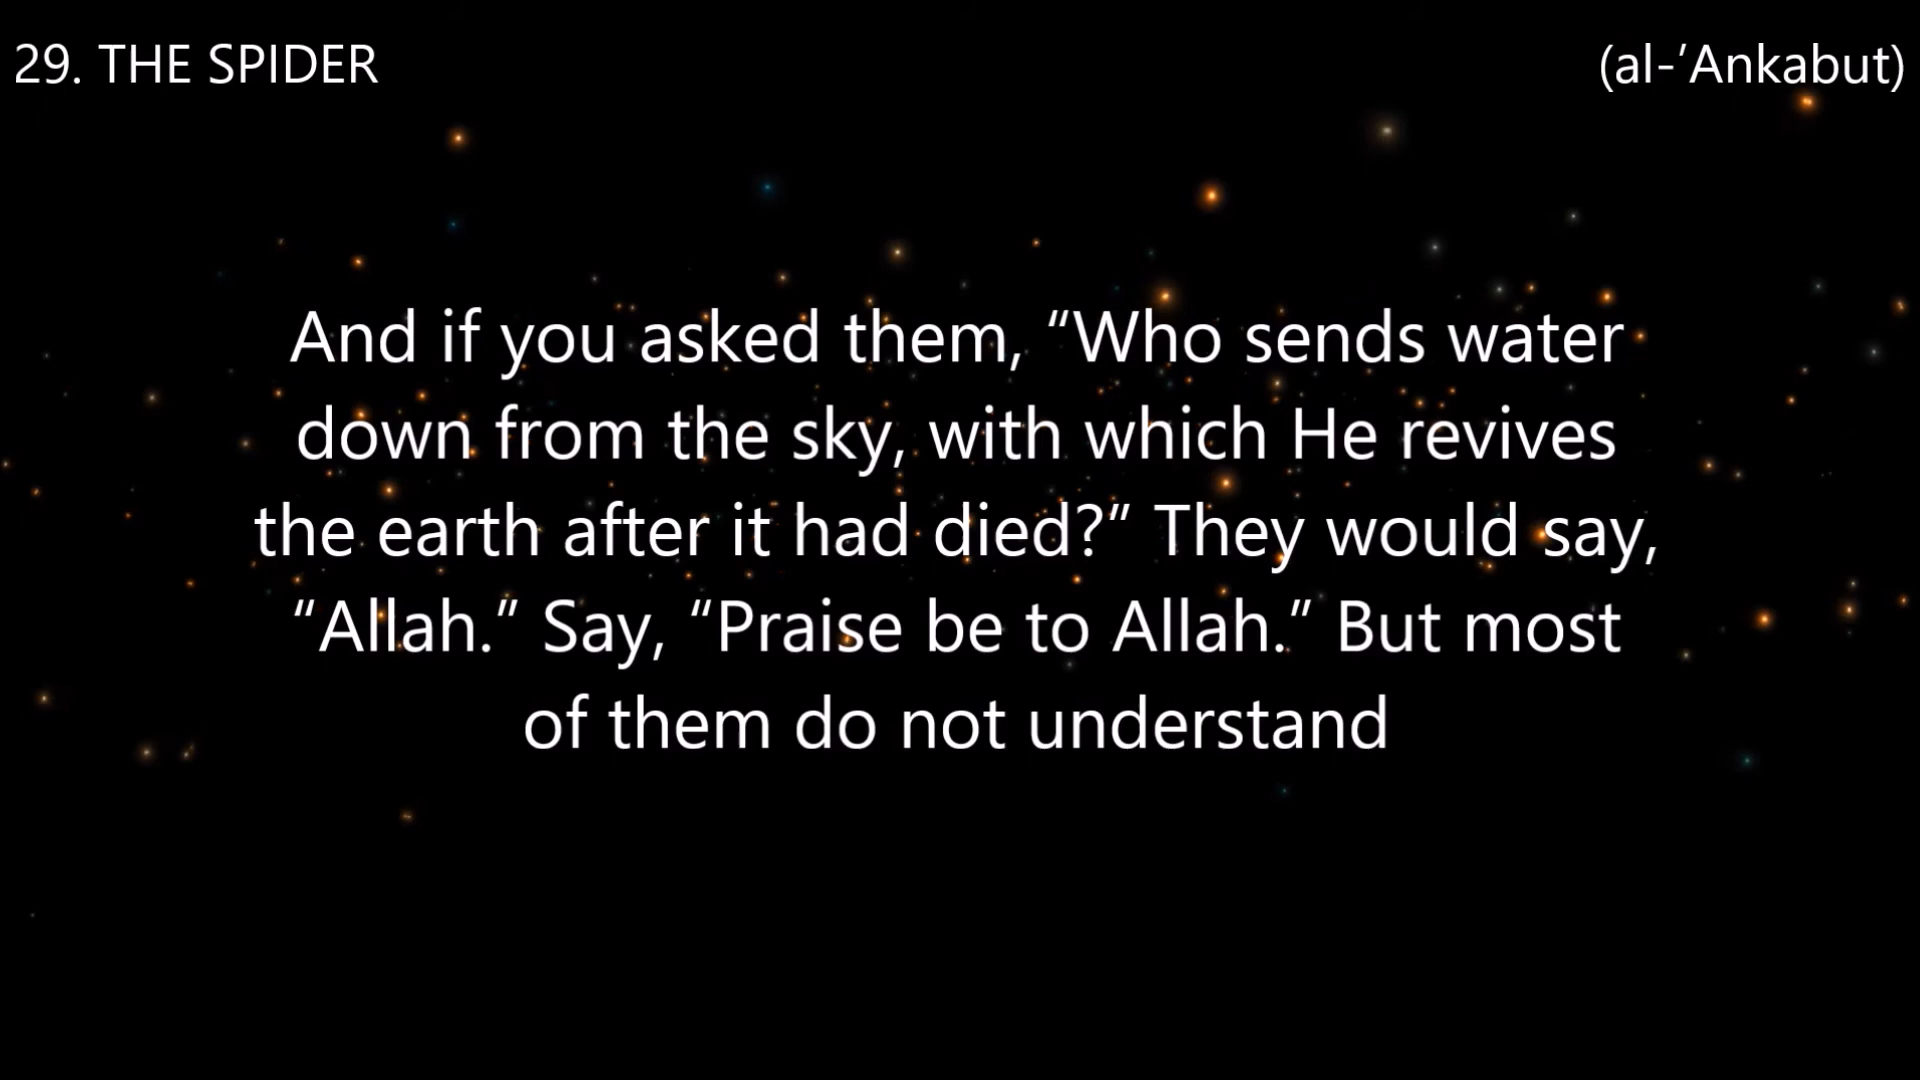 29. THE SPIDER
(al-’Ankabut)
And if you asked them, “Who sends water
down from the sky, with which He revives
the earth after it had died?” They would say,
“Allah.” Say, “Praise be to Allah.” But most
of them do not understand